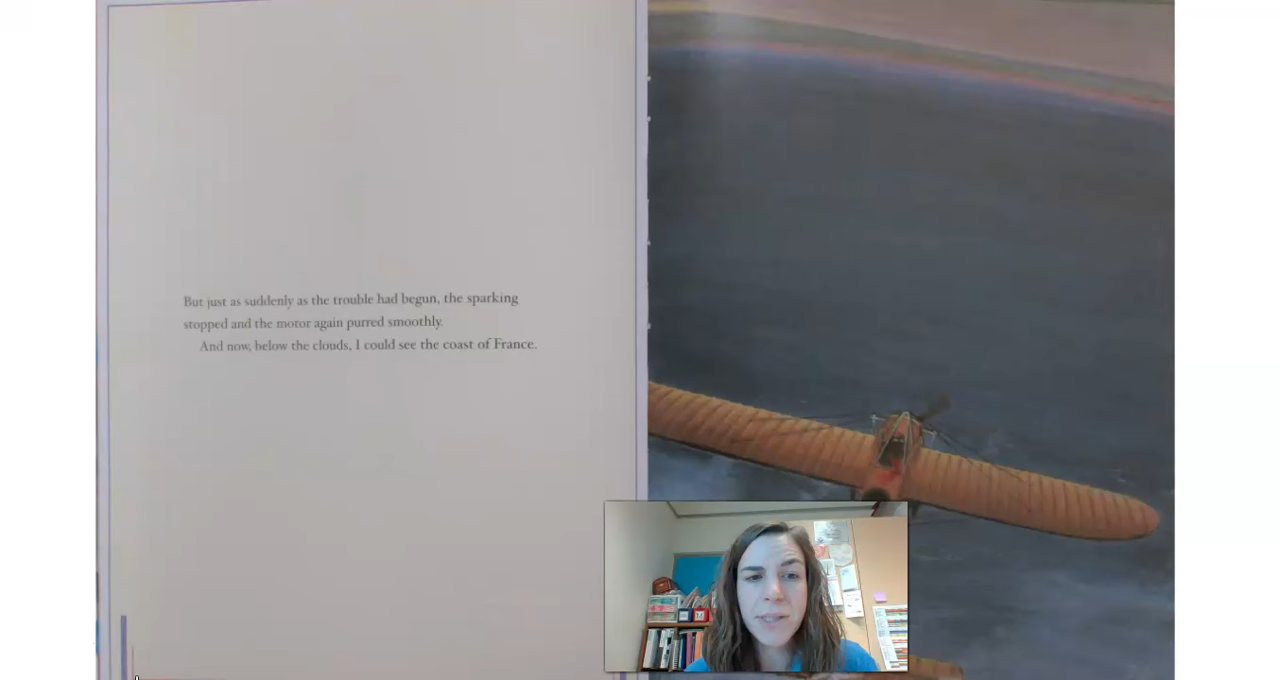 But just as suddenly as the trouble had begun, the sparking
stopped and the motor again purred smoothly.
And now, below the clouds, I could see the coast of France.